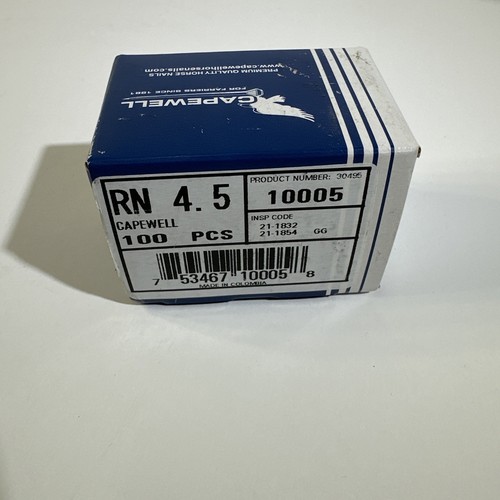 CAPEWELL
FOR FARRIERS SINCE 1881
PREMIUM QUALITY HORSE NAILS
www.capewellhorsenails.com
RN 4.5
CAPEWELL
100 PCS
PRODUCT NUMBER: 30495
10005
INSP CODE
21-1832
21-1854 GG
7 53467 10005 8
MADE IN COLOMBIA